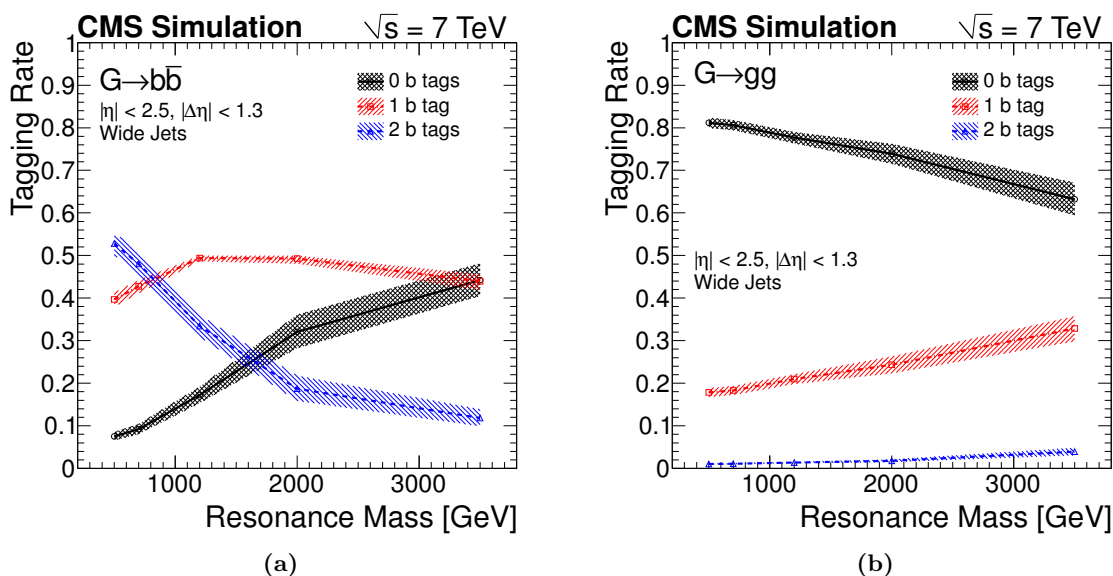 CMS Simulation √s = 7 TeV
G→bb̅
|η| < 2.5, |Δη| < 1.3
Wide Jets
0 b tags
1 b tag
2 b tags
Tagging Rate
1
0.9
0.8
0.7
0.6
0.5
0.4
0.3
0.2
0.1
0
1000 2000 3000
Resonance Mass [GeV]
(a)
CMS Simulation √s = 7 TeV
G→gg
0 b tags
1 b tag
2 b tags
|η| < 2.5, |Δη| < 1.3
Wide Jets
Tagging Rate
1
0.9
0.8
0.7
0.6
0.5
0.4
0.3
0.2
0.1
0
1000 2000 3000
Resonance Mass [GeV]
(b)